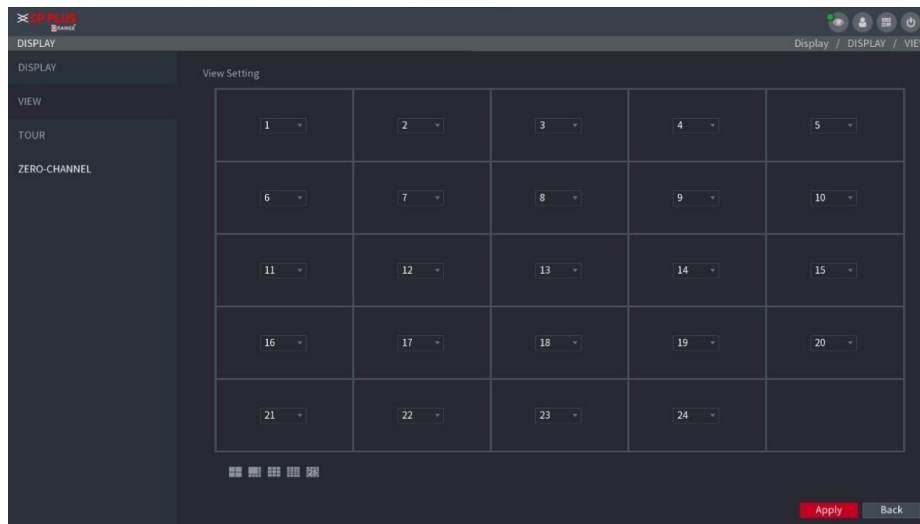 CP PLUS
ORANGE
DISPLAY
Display / DISPLAY / VIE
DISPLAY
VIEW
TOUR
ZERO-CHANNEL
View Setting
1 2 3 4 5
6 7 8 9 10
11 12 13 14 15
16 17 18 19 20
21 22 23 24
Apply Back